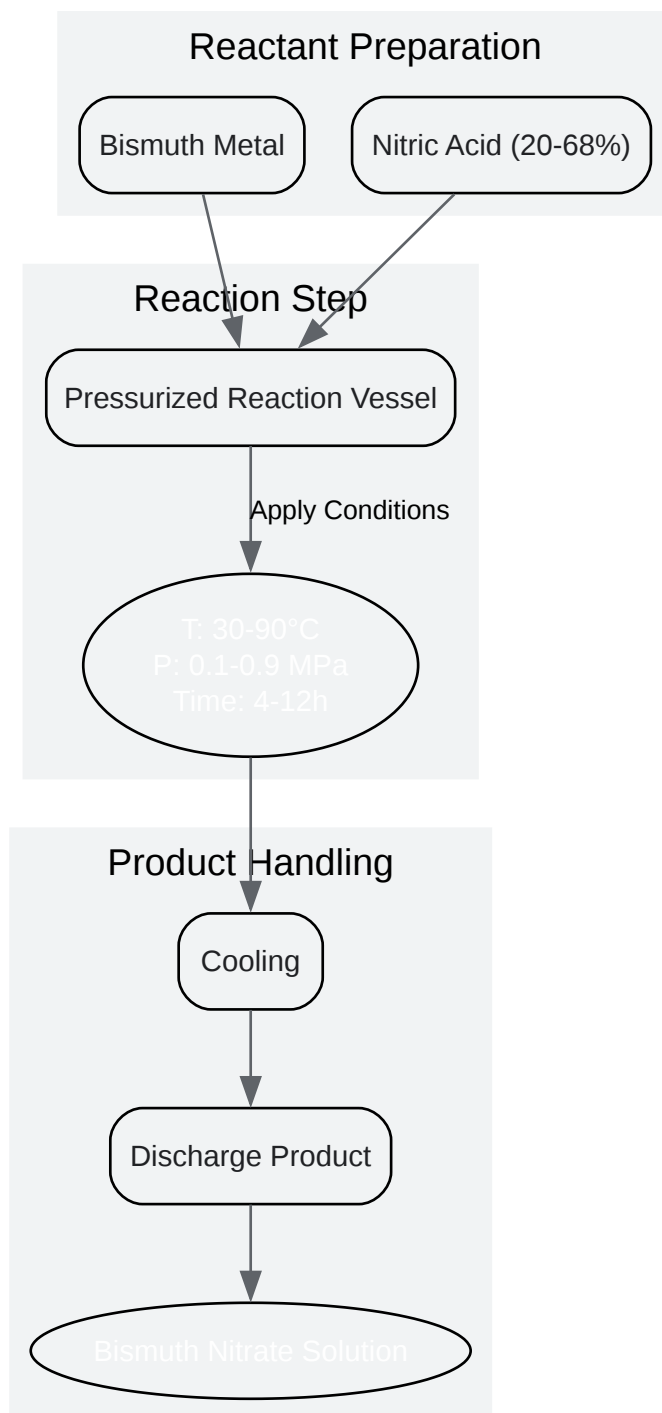 Reactant Preparation
Bismuth Metal
Nitric Acid (20-68%)
Reaction Step
Pressurized Reaction Vessel
Apply Conditions
T: 30-90°C
P: 0.1-0.9 MPa
Time: 4-12h
Product Handling
Cooling
Discharge Product
Bismuth Nitrate Solution